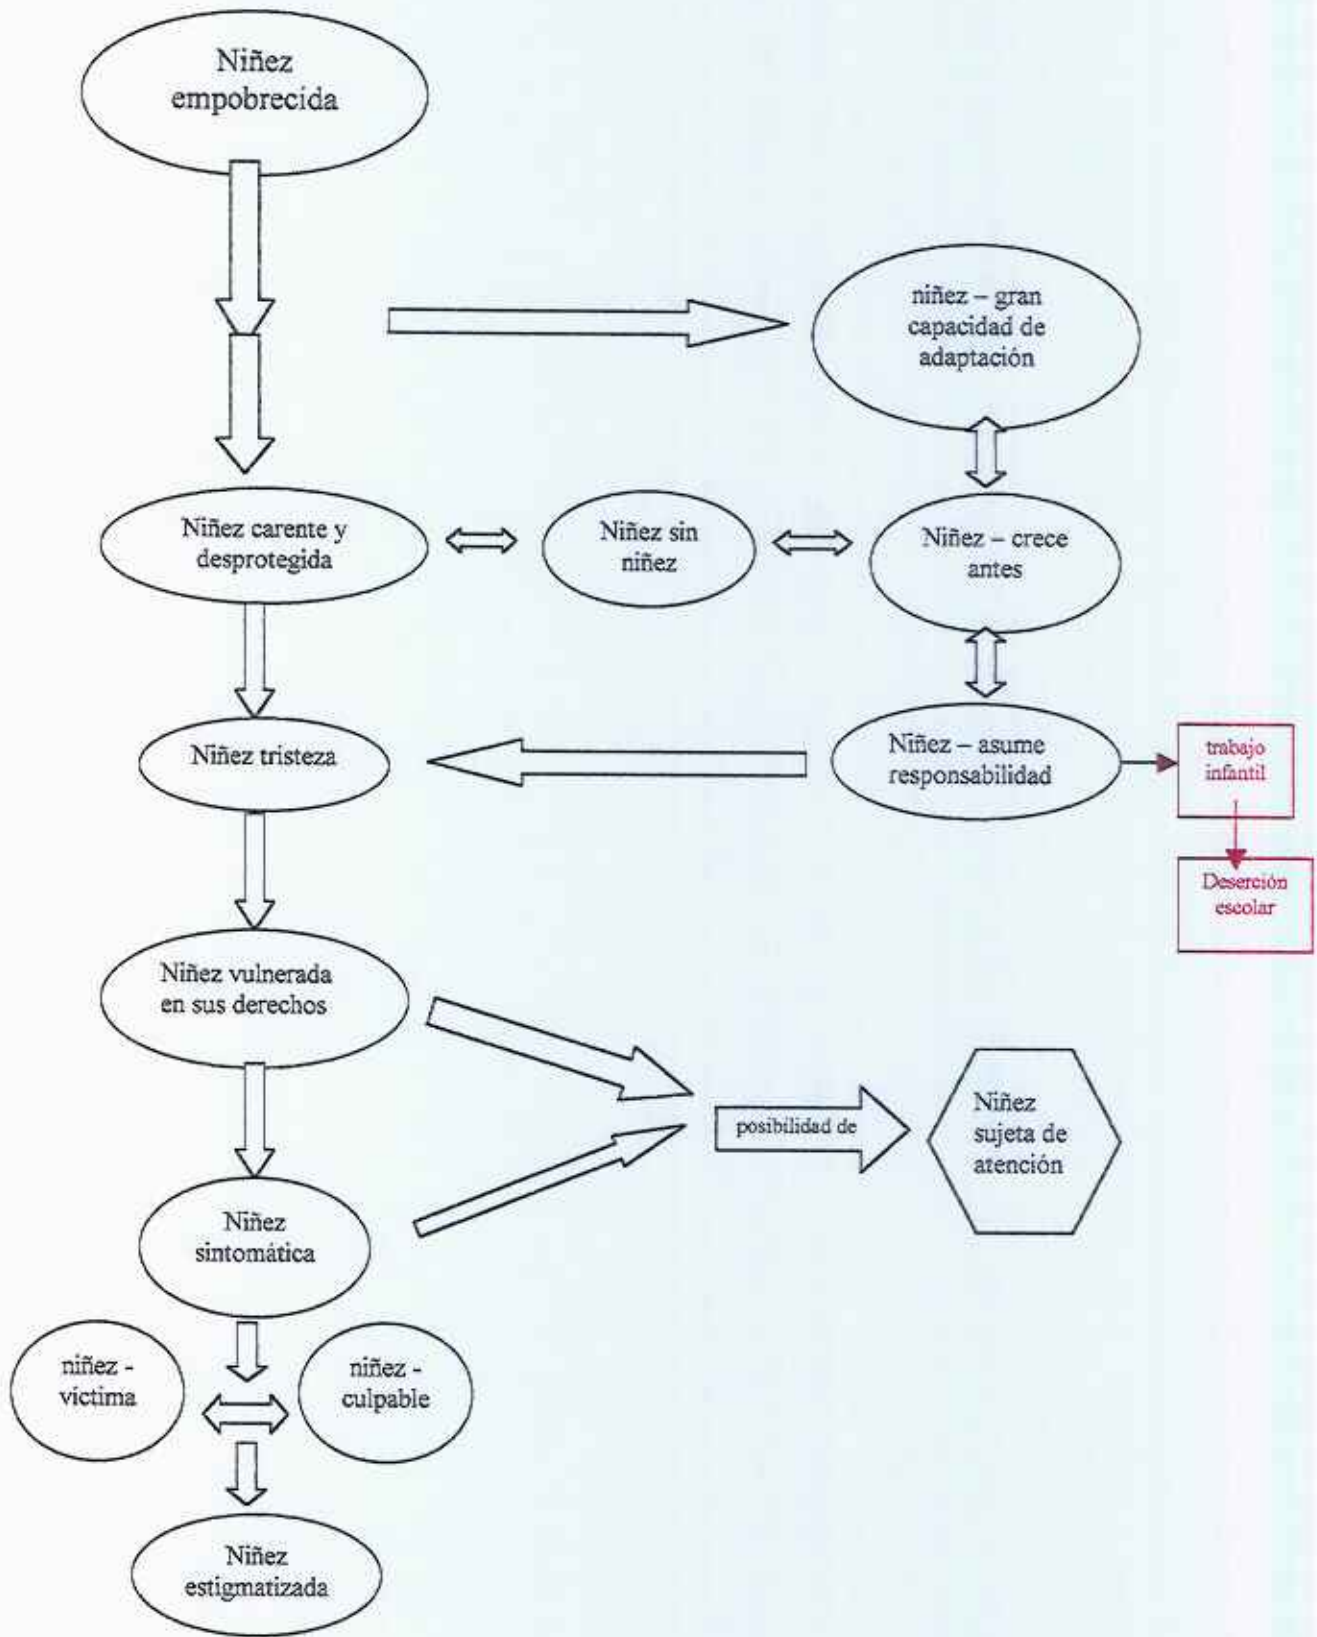 Niñez
empobrecida
niñez – gran
capacidad de
adaptación
Niñez carente y
desprotegida
Niñez sin
niñez
Niñez – crece
antes
Niñez tristeza
Niñez – asume
responsabilidad
trabajo
infantil
Deserción
escolar
Niñez vulnerada
en sus derechos
posibilidad de
Niñez
sujeta de
atención
Niñez
sintomática
niñez -
víctima
niñez -
culpable
Niñez
estigmatizada